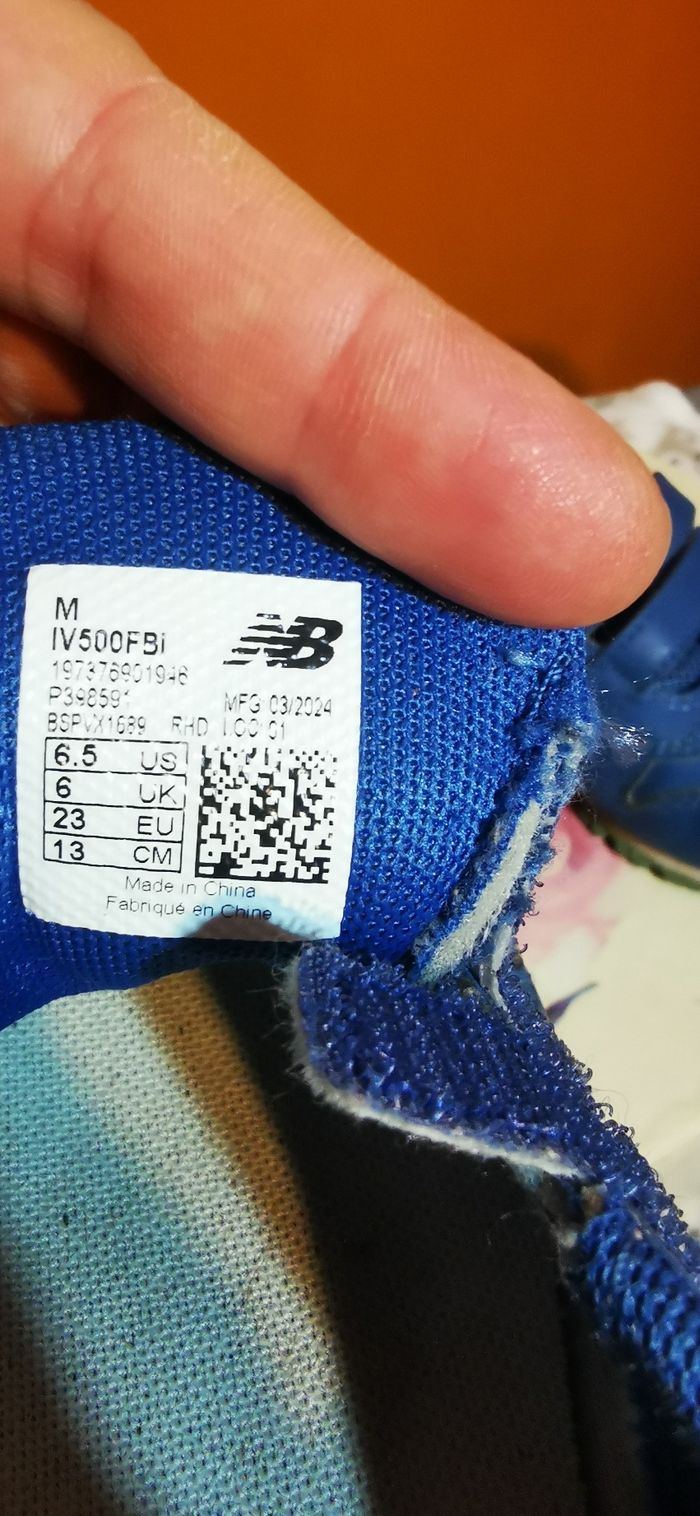 M
IV500FBi
NB
197376901946
P398591
MFG 03/2024
BSPVX1689 RHD LOC 01
6.5 US
6 UK
23 EU
13 CM
Made in China
Fabriqué en Chine